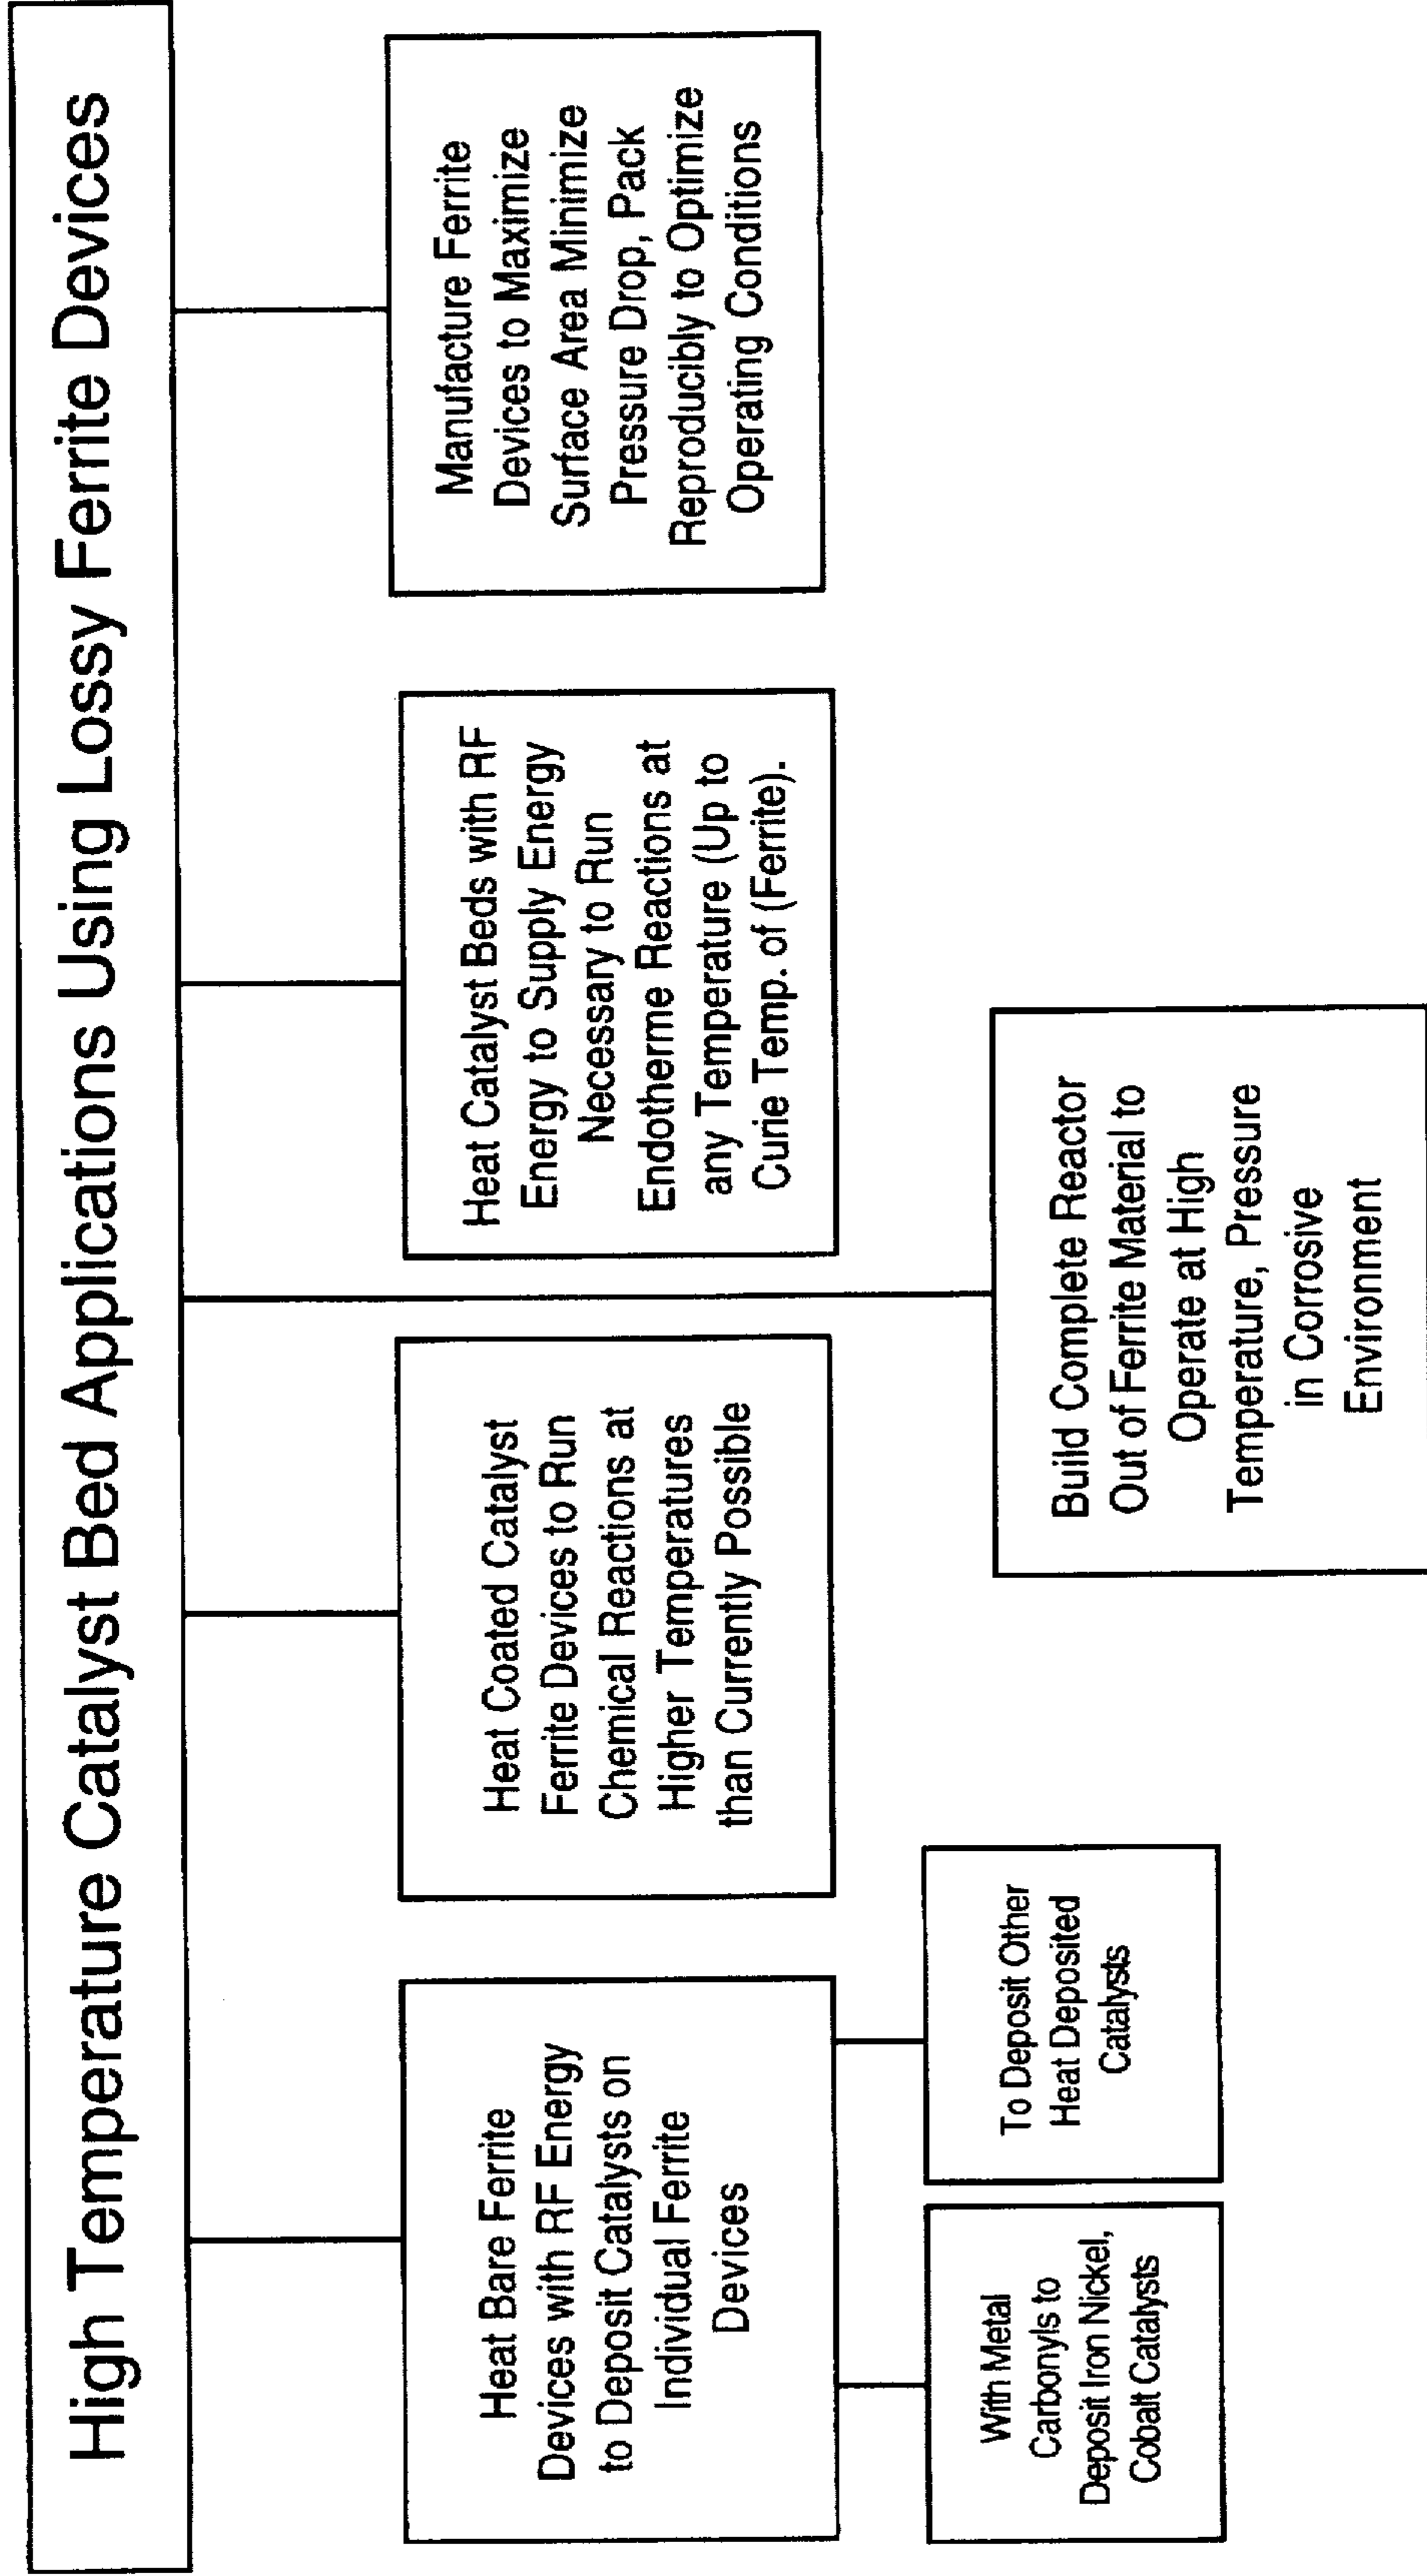 High Temperature Catalyst Bed Applications Using Lossy Ferrite Devices
Heat Bare Ferrite
Devices with RF Energy
to Deposit Catalysts on
Individual Ferrite
Devices
Heat Coated Catalyst
Ferrite Devices to Run
Chemical Reactions at
Higher Temperatures
than Currently Possible
Heat Catalyst Beds with RF
Energy to Supply Energy
Necessary to Run
Endotherme Reactions at
any Temperature (Up to
Curie Temp. of (Ferrite).
Manufacture Ferrite
Devices to Maximize
Surface Area Minimize
Pressure Drop, Pack
Reproducibly to Optimize
Operating Conditions
With Metal
Carbonyls to
Deposit Iron Nickel,
Cobalt Catalysts
To Deposit Other
Heat Deposited
Catalysts
Build Complete Reactor
Out of Ferrite Material to
Operate at High
Temperature, Pressure
in Corrosive
Environment